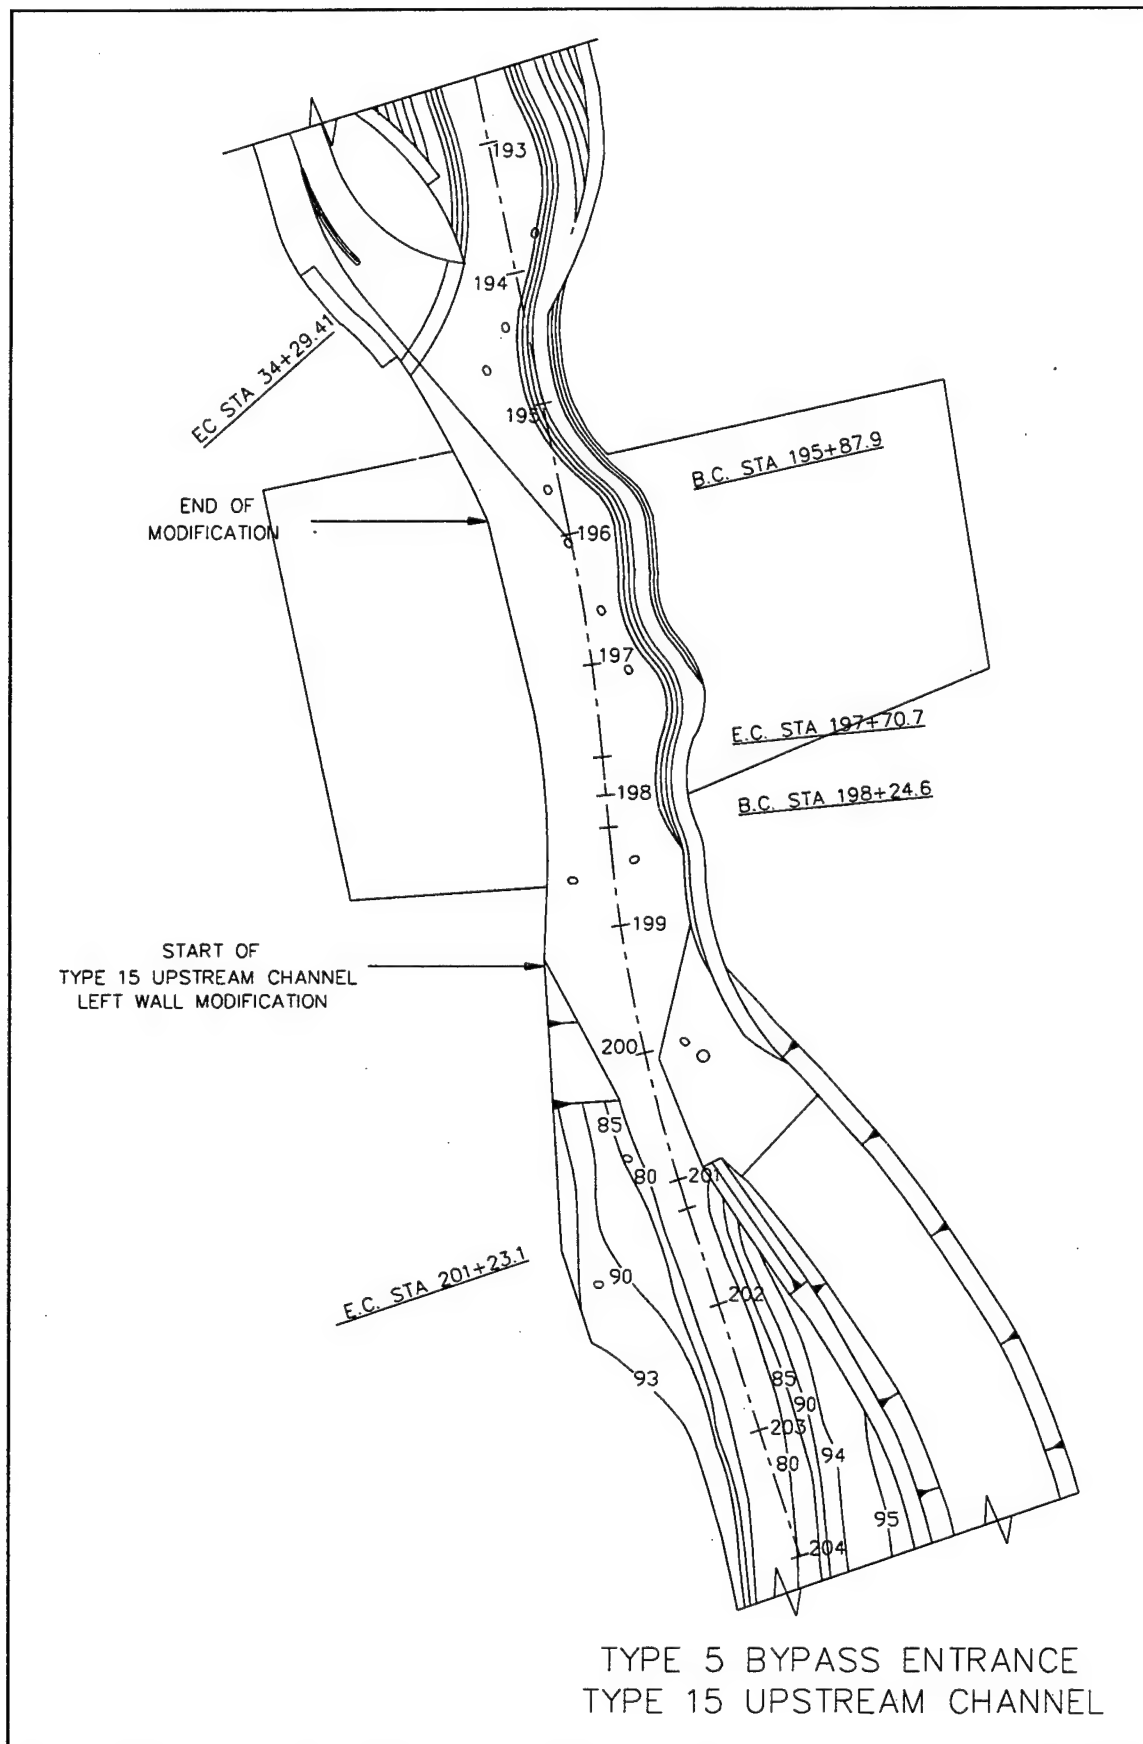 193
194
EC STA 34+29.41
195
B.C. STA 195+87.9
END OF
MODIFICATION
196
197
E.C. STA 197+70.7
198
B.C. STA 198+24.6
199
START OF
TYPE 15 UPSTREAM CHANNEL
LEFT WALL MODIFICATION
200
85
80
201
E.C. STA 201+23.1
90
202
93
85
90
203
94
80
95
204
TYPE 5 BYPASS ENTRANCE
TYPE 15 UPSTREAM CHANNEL